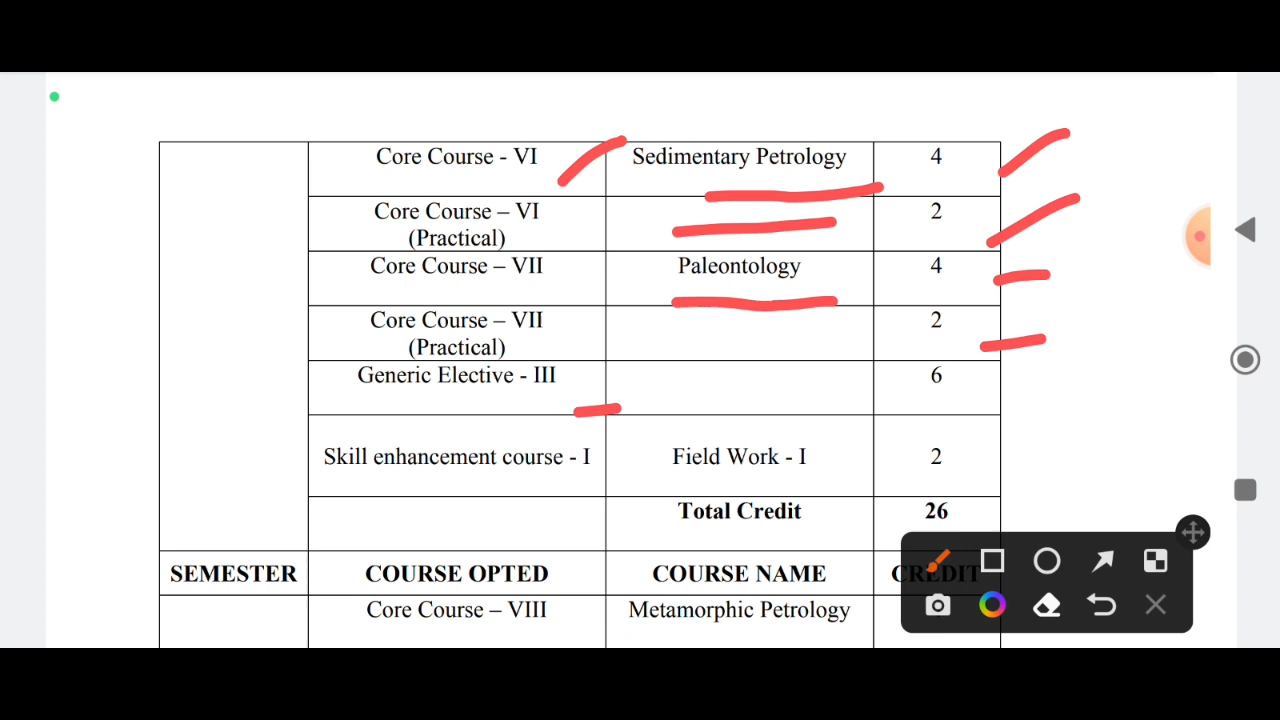 Core Course - VI Sedimentary Petrology 4
Core Course – VI 2
(Practical)
Core Course – VII Paleontology 4
Core Course – VII 2
(Practical)
Generic Elective - III 6
Skill enhancement course - I Field Work - I 2
Total Credit 26
SEMESTER COURSE OPTED COURSE NAME CREDIT
Core Course – VIII Metamorphic Petrology